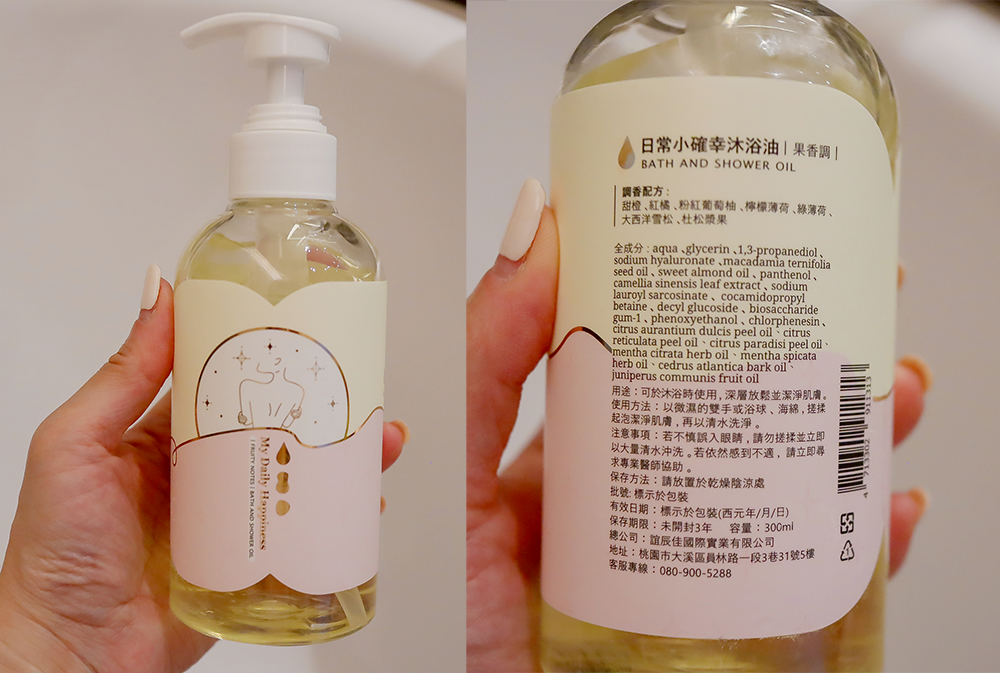 My Daily Happiness
| FRUITY NOTES | BATH AND SHOWER OIL
日常小確幸沐浴油 | 果香調 |
BATH AND SHOWER OIL
調香配方:
甜橙、紅橘、粉紅葡萄柚、檸檬薄荷、綠薄荷、
大西洋雪松、杜松漿果
全成分: aqua、glycerin、1,3-propanediol、
sodium hyaluronate、macadamia ternifolia
seed oil、sweet almond oil、panthenol、
camellia sinensis leaf extract、sodium
lauroyl sarcosinate、cocamidopropyl
betaine、decyl glucoside、biosaccharide
gum-1、phenoxyethanol、chlorphenesin、
citrus aurantium dulcis peel oil、citrus
reticulata peel oil、citrus paradisi peel oil、
mentha citrata herb oil、mentha spicata
herb oil、cedrus atlantica bark oil、
juniperus communis fruit oil
用途:可於沐浴時使用,深層放鬆並潔淨肌膚。
使用方法:以微濕的雙手或浴球、海綿,搓揉
起泡潔淨肌膚,再以清水洗淨。
注意事項:若不慎誤入眼睛,請勿搓揉並立即
以大量清水沖洗。若依然感到不適,請立即尋
求專業醫師協助。
保存方法:請放置於乾燥陰涼處
批號:標示於包裝
有效日期:標示於包裝(西元年/月/日)
保存期限:未開封3年 容量:300ml
總公司:誼辰佳國際實業有限公司
地址:桃園市大溪區員林路一段3巷31號5樓
客服專線:080-900-5288